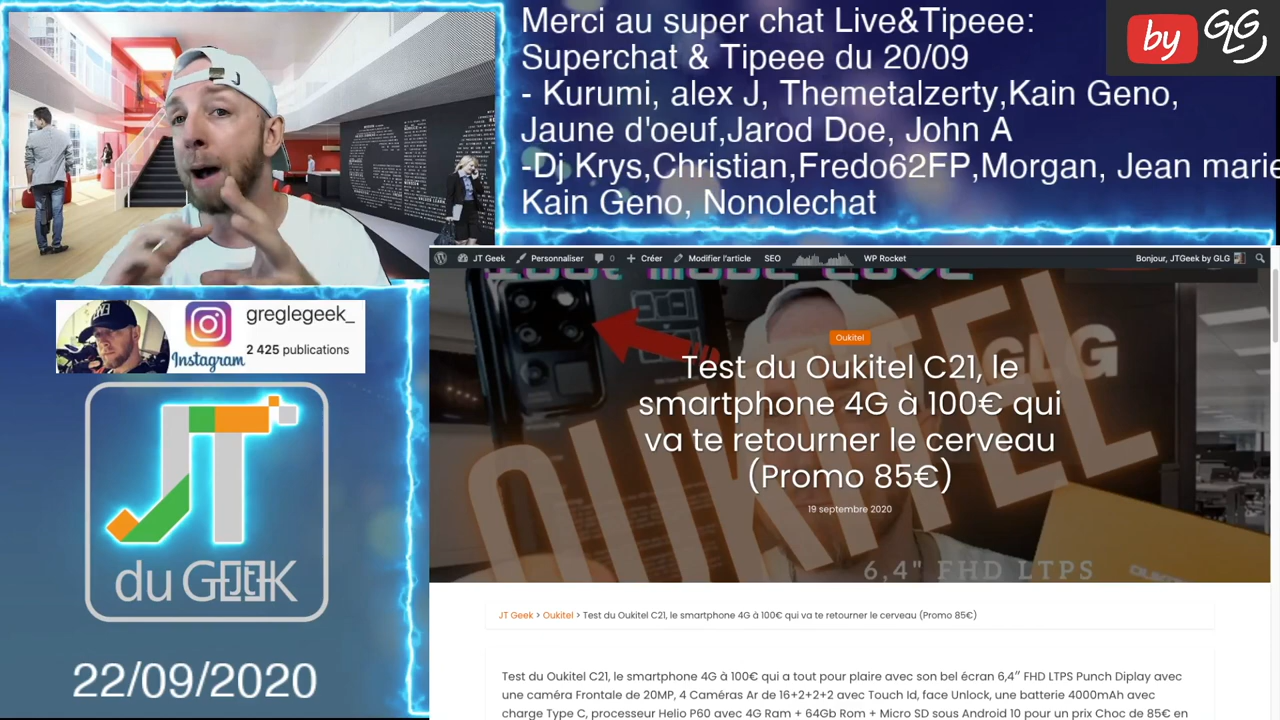 Merci au super chat Live&Tipeee:
Superchat & Tipeee du 20/09
- Kurumi, alex J, Themetalzerty,Kain Geno,
Jaune d'oeuf,Jarod Doe, John A
-Dj Krys,Christian,Fredo62FP,Morgan, Jean marie
Kain Geno, Nonolechat
by GLG
JT Geek Personnaliser 0 Créer Modifier l'article SEO WP Rocket Bonjour, JTGeek by GLG
Oukitel
Test du Oukitel C21, le
smartphone 4G à 100€ qui
va te retourner le cerveau
(Promo 85€)
19 septembre 2020
GLG
OUKITEL
6,4" FHD LTPS
greglegeek_
Instagram
2 425 publications
JT
du GEEK
22/09/2020
JT Geek > Oukitel > Test du Oukitel C21, le smartphone 4G à 100€ qui va te retourner le cerveau (Promo 85€)
Test du Oukitel C21, le smartphone 4G à 100€ qui a tout pour plaire avec son bel écran 6,4″ FHD LTPS Punch Diplay avec
une caméra Frontale de 20MP, 4 Caméras Ar de 16+2+2+2 avec Touch Id, face Unlock, une batterie 4000mAh avec
charge Type C, processeur Helio P60 avec 4G Ram + 64Gb Rom + Micro SD sous Android 10 pour un prix Choc de 85€ en